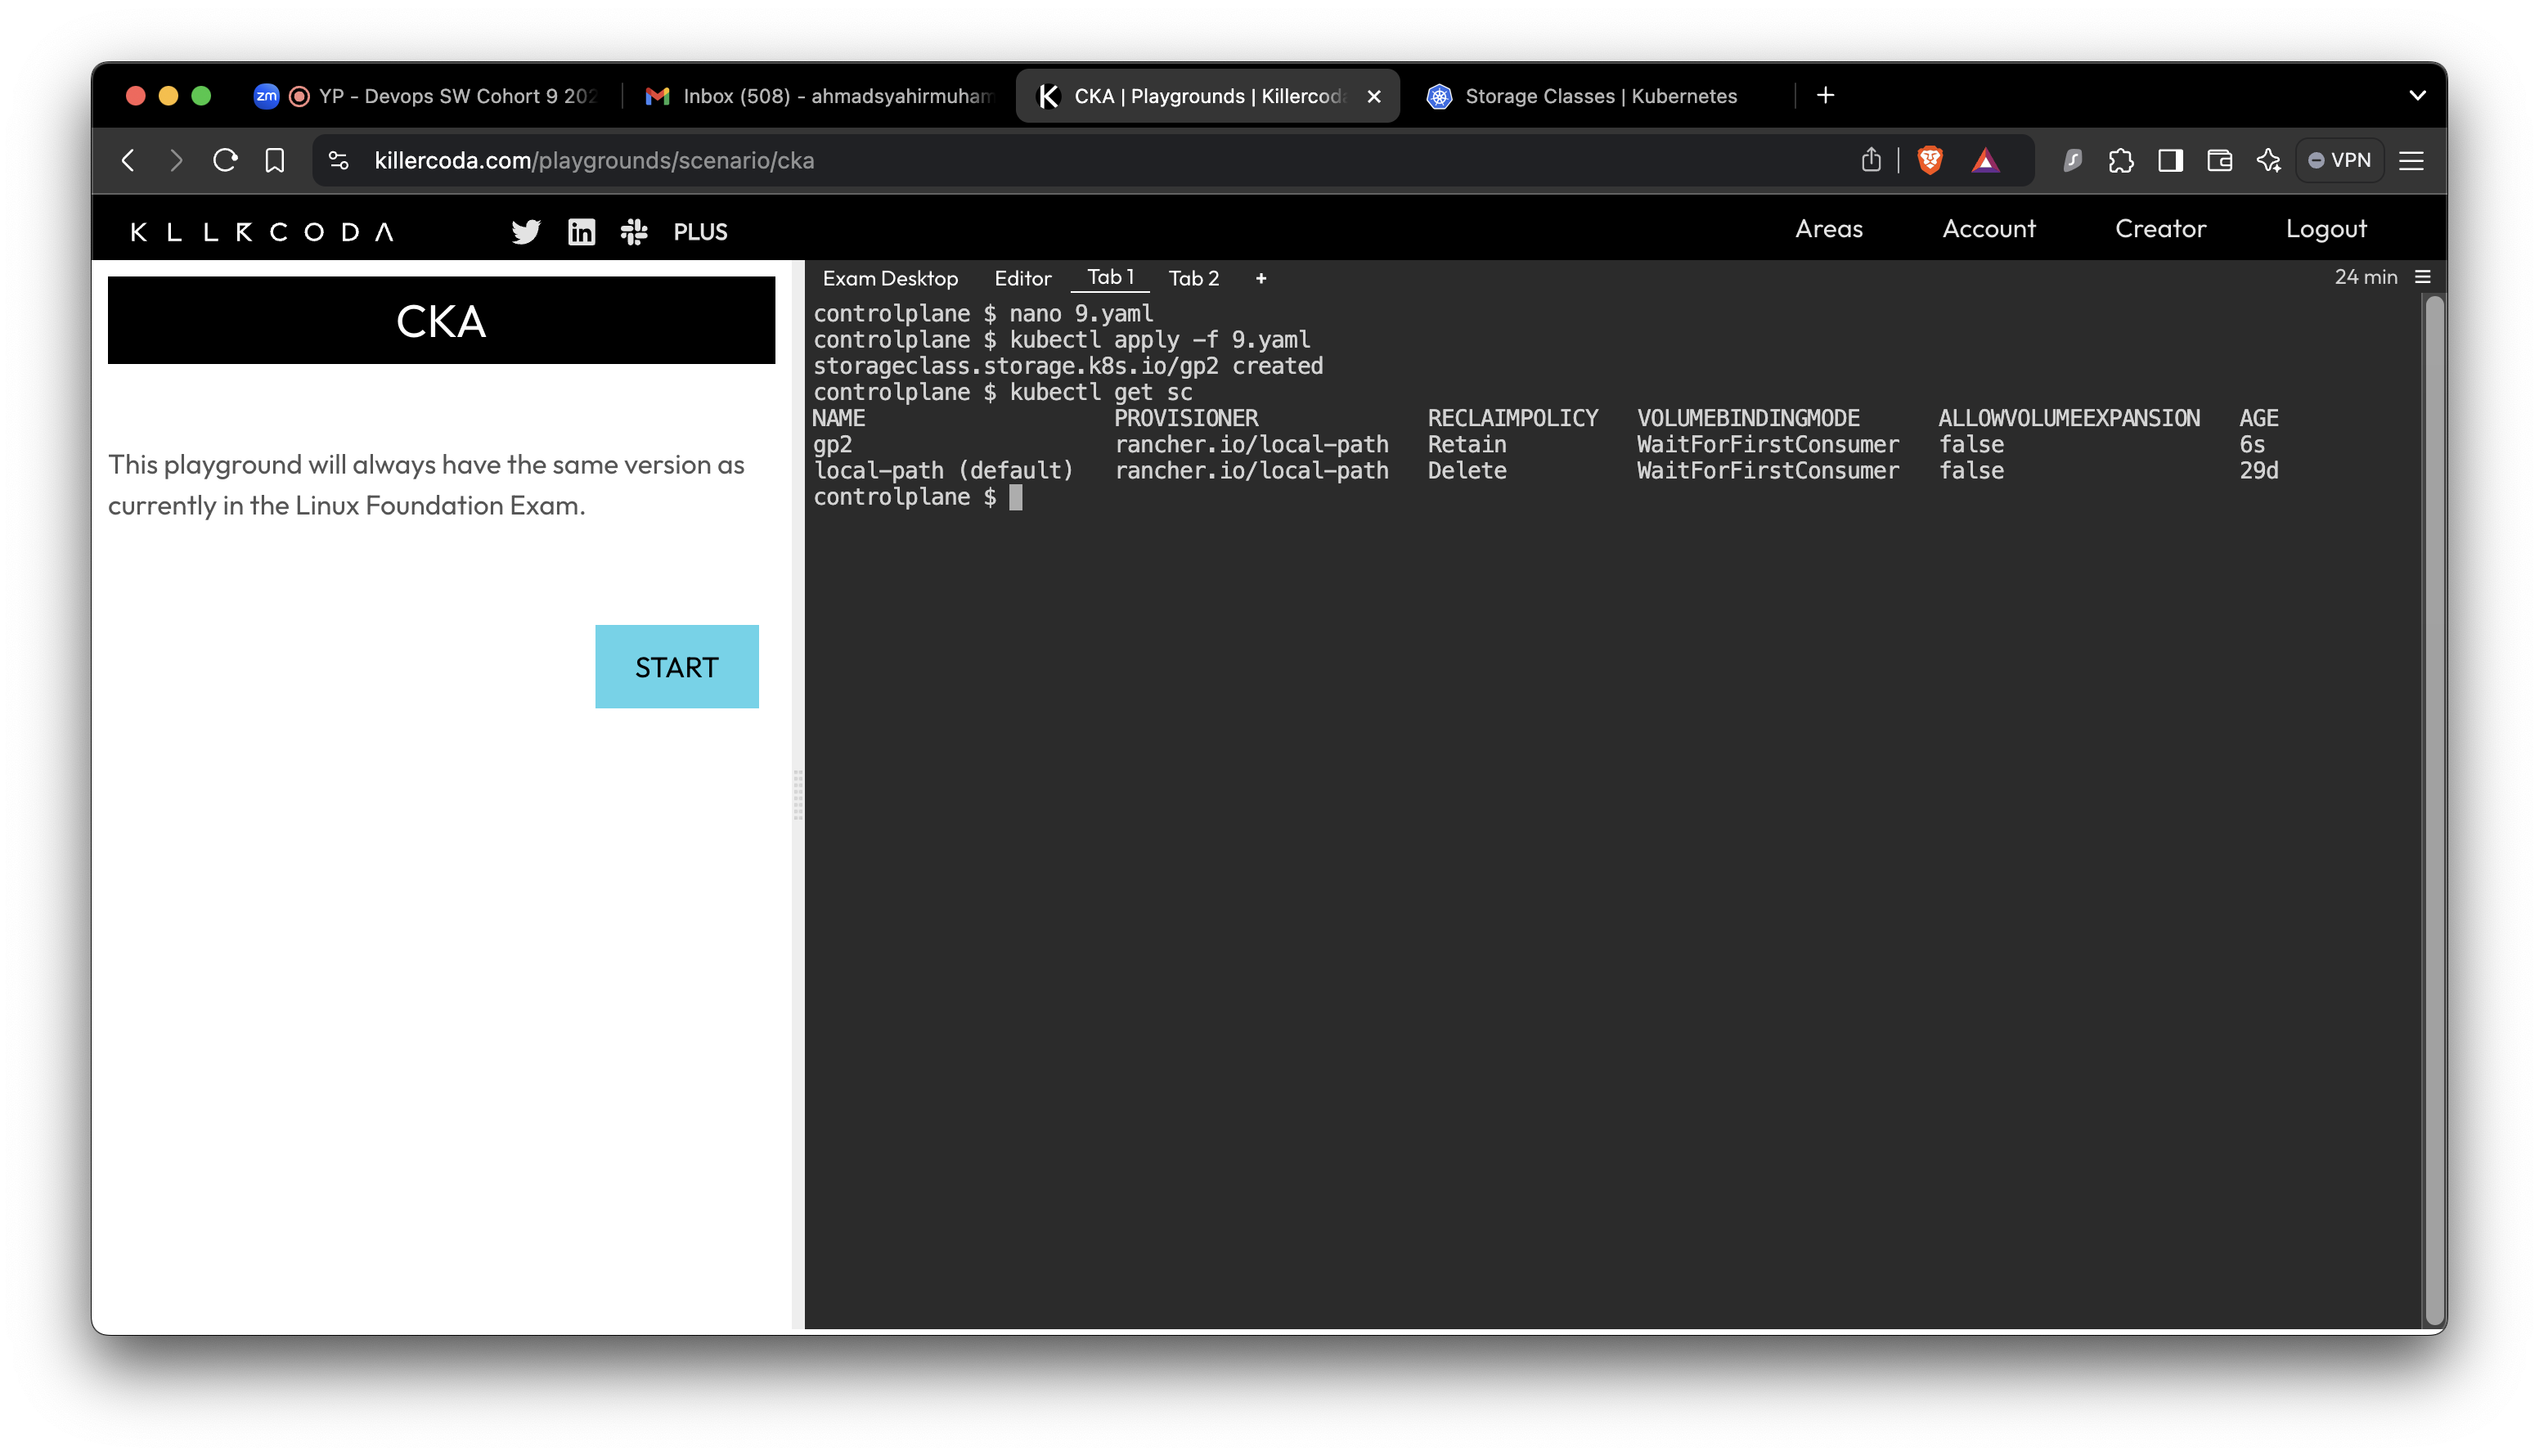 zm YP - Devops SW Cohort 9 202
Inbox (508) - ahmadsyahirmuham
CKA | Playgrounds | Killercoda
Storage Classes | Kubernetes
killercoda.com/playgrounds/scenario/cka
VPN
KLLRCODA
in
PLUS
Areas
Account
Creator
Logout
CKA
This playground will always have the same version as
currently in the Linux Foundation Exam.
START
Exam Desktop Editor Tab 1 Tab 2 +
24 min
controlplane $ nano 9.yaml
controlplane $ kubectl apply -f 9.yaml
storageclass.storage.k8s.io/gp2 created
controlplane $ kubectl get sc
NAME PROVISIONER RECLAIMPOLICY VOLUMEBINDINGMODE ALLOWVOLUMEEXPANSION AGE
gp2 rancher.io/local-path Retain WaitForFirstConsumer false 6s
local-path (default) rancher.io/local-path Delete WaitForFirstConsumer false 29d
controlplane $